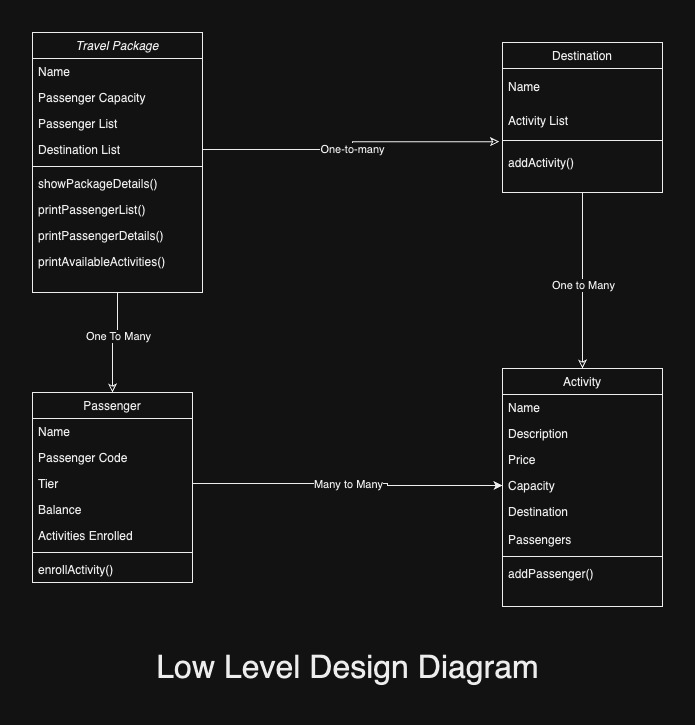 Travel Package
Name
Passenger Capacity
Passenger List
Destination List
showPackageDetails()
printPassengerList()
printPassengerDetails()
printAvailableActivities()
One-to-many
Destination
Name
Activity List
addActivity()
One To Many
One to Many
Passenger
Name
Passenger Code
Tier
Balance
Activities Enrolled
enrollActivity()
Many to Many
Activity
Name
Description
Price
Capacity
Destination
Passengers
addPassenger()
Low Level Design Diagram